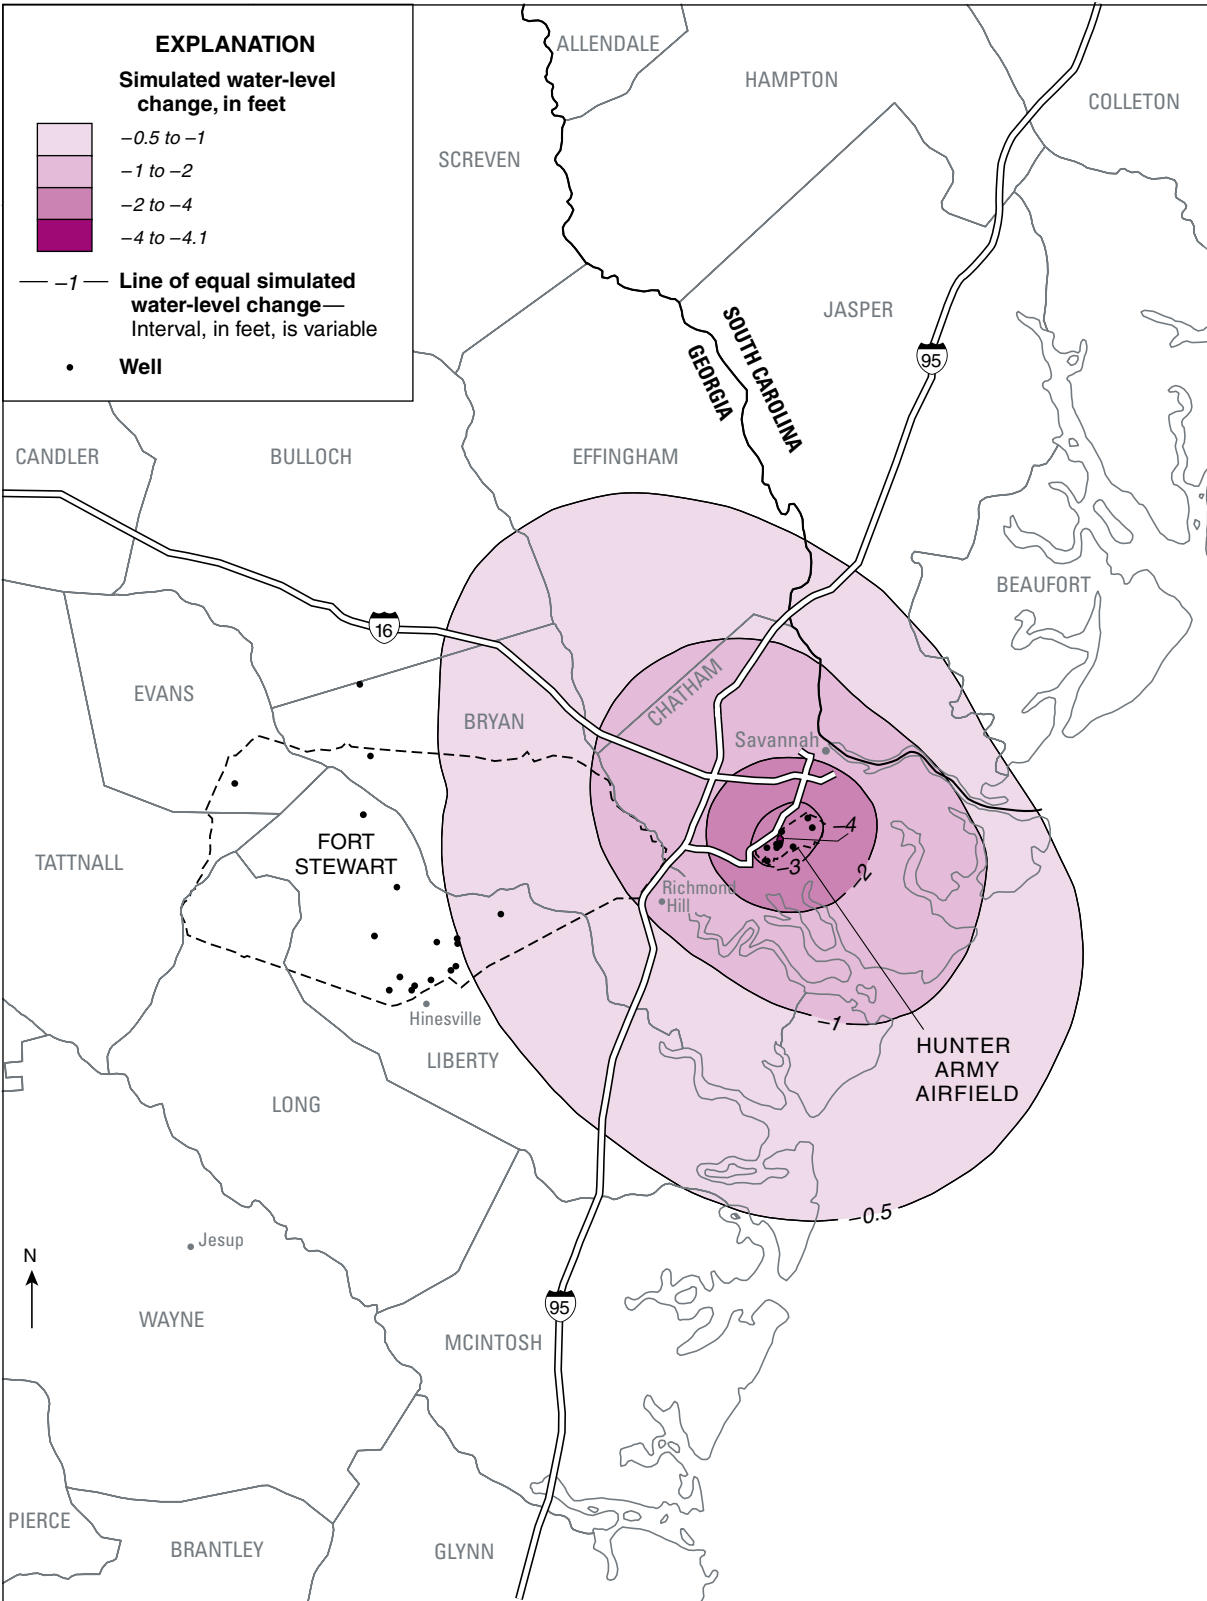 EXPLANATION
Simulated water-level
change, in feet
–0.5 to –1
–1 to –2
–2 to –4
–4 to –4.1
–1
Line of equal simulated
water-level change—
Interval, in feet, is variable
Well
ALLENDALE
HAMPTON
COLLETON
SCREVEN
JASPER
SOUTH CAROLINA
GEORGIA
95
CANDLER
BULLOCH
EFFINGHAM
BEAUFORT
16
EVANS
BRYAN
CHATHAM
Savannah
TATTNALL
FORT
STEWART
–4
–3
2
Richmond
Hill
Hinesville
–1
HUNTER
ARMY
AIRFIELD
LIBERTY
LONG
–0.5
Jesup
N
WAYNE
95
MCINTOSH
PIERCE
BRANTLEY
GLYNN